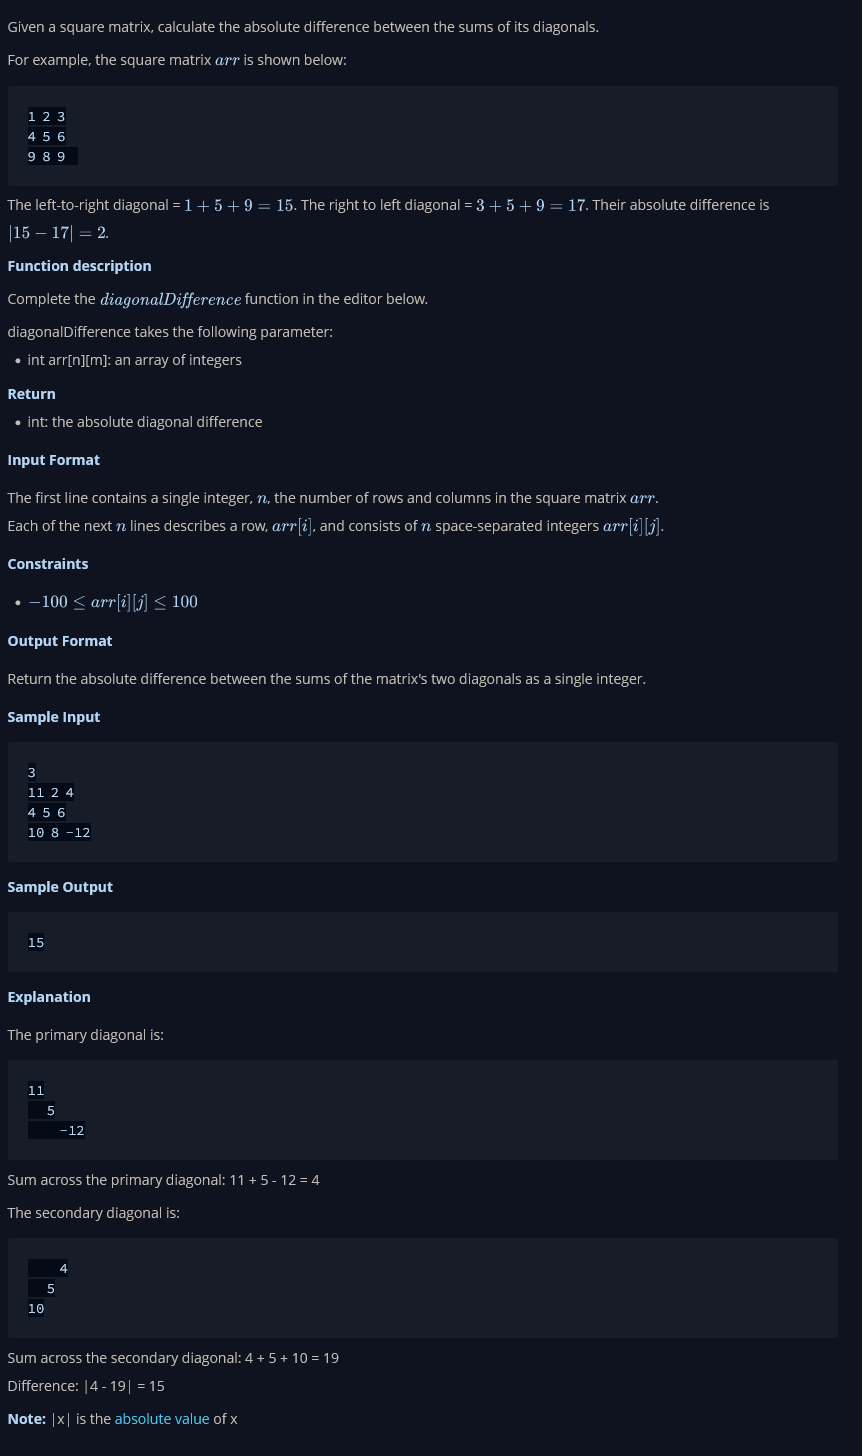 Given a square matrix, calculate the absolute difference between the sums of its diagonals.
For example, the square matrix arr is shown below:
1 2 3
4 5 6
9 8 9
The left-to-right diagonal = 1 + 5 + 9 = 15. The right to left diagonal = 3 + 5 + 9 = 17. Their absolute difference is
|15 − 17| = 2.
Function description
Complete the diagonalDifference function in the editor below.
diagonalDifference takes the following parameter:
• int arr[n][m]: an array of integers
Return
• int: the absolute diagonal difference
Input Format
The first line contains a single integer, n, the number of rows and columns in the square matrix arr.
Each of the next n lines describes a row, arr[i], and consists of n space-separated integers arr[i][j].
Constraints
• −100 ≤ arr[i][j] ≤ 100
Output Format
Return the absolute difference between the sums of the matrix's two diagonals as a single integer.
Sample Input
3
11 2 4
4 5 6
10 8 -12
Sample Output
15
Explanation
The primary diagonal is:
11
5
-12
Sum across the primary diagonal: 11 + 5 - 12 = 4
The secondary diagonal is:
4
5
10
Sum across the secondary diagonal: 4 + 5 + 10 = 19
Difference: |4 - 19| = 15
Note: |x| is the absolute value of x